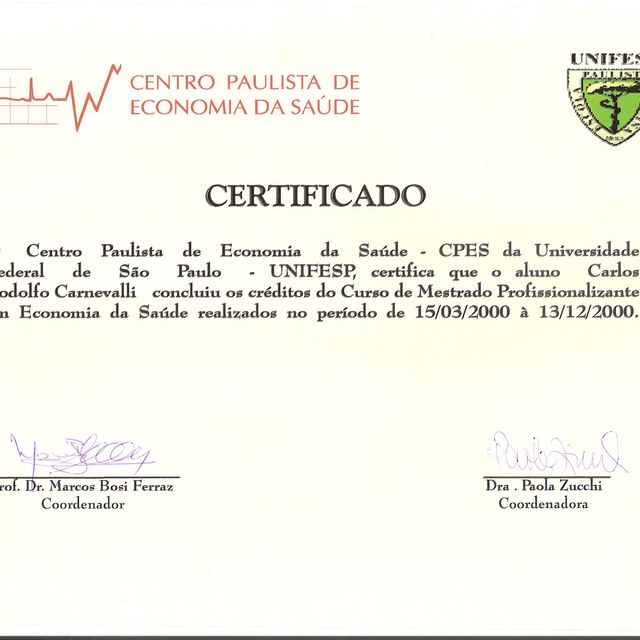 CENTRO PAULISTA DE
ECONOMIA DA SAÚDE
UNIFESP
PAULISTA
CERTIFICADO
Centro Paulista de Economia da Saúde - CPES da Universidade
ederal de São Paulo - UNIFESP, certifica que o aluno Carlos
odolfo Carnevalli concluiu os créditos do Curso de Mestrado Profissionalizante
m Economia da Saúde realizados no período de 15/03/2000 à 13/12/2000.
rof. Dr. Marcos Bosi Ferraz
Coordenador
Dra . Paola Zucchi
Coordenadora